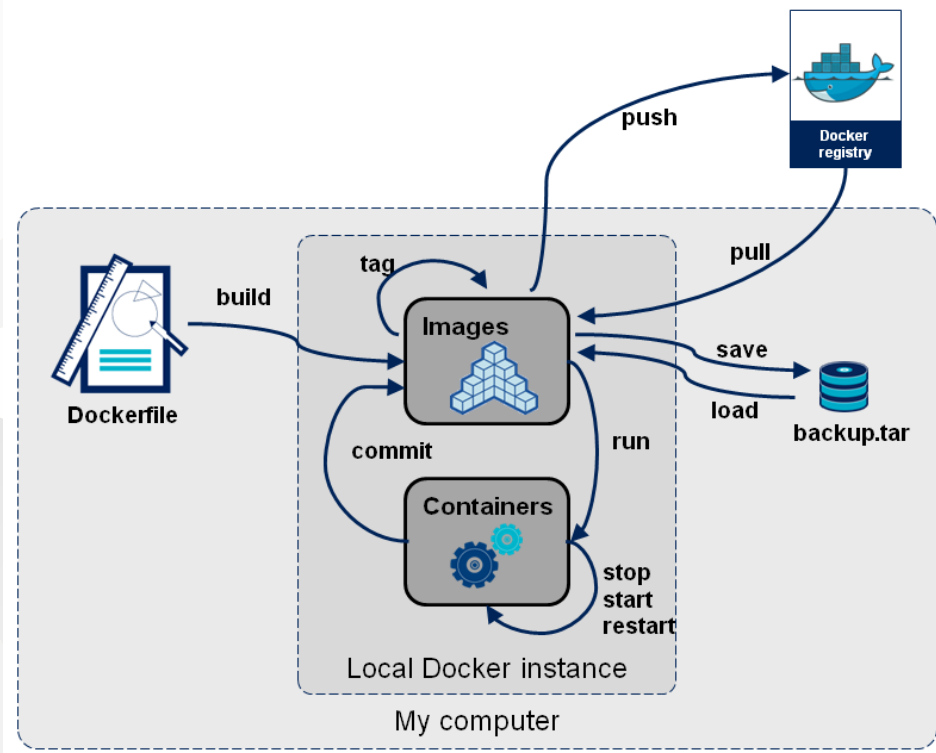 push
Docker
registry
pull
tag
build
Images
save
Dockerfile
load
backup.tar
commit
run
Containers
stop
start
restart
Local Docker instance
My computer